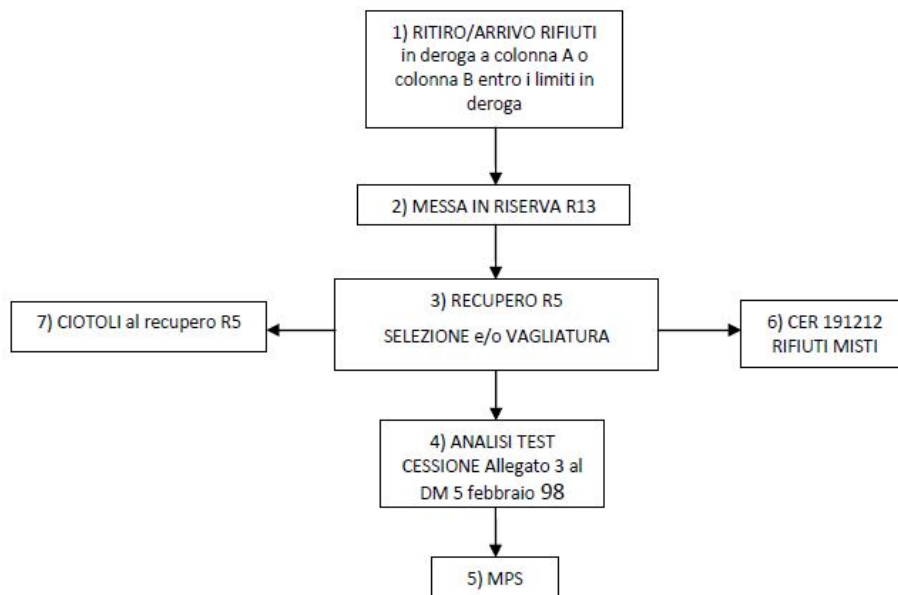 1) RITIRO/ARRIVO RIFIUTI
in deroga a colonna A o
colonna B entro i limiti in
deroga
2) MESSA IN RISERVA R13
7) CIOTOLI al recupero R5
3) RECUPERO R5
SELEZIONE e/o VAGLIATURA
6) CER 191212
RIFIUTI MISTI
4) ANALISI TEST
CESSIONE Allegato 3 al
DM 5 febbraio 98
5) MPS